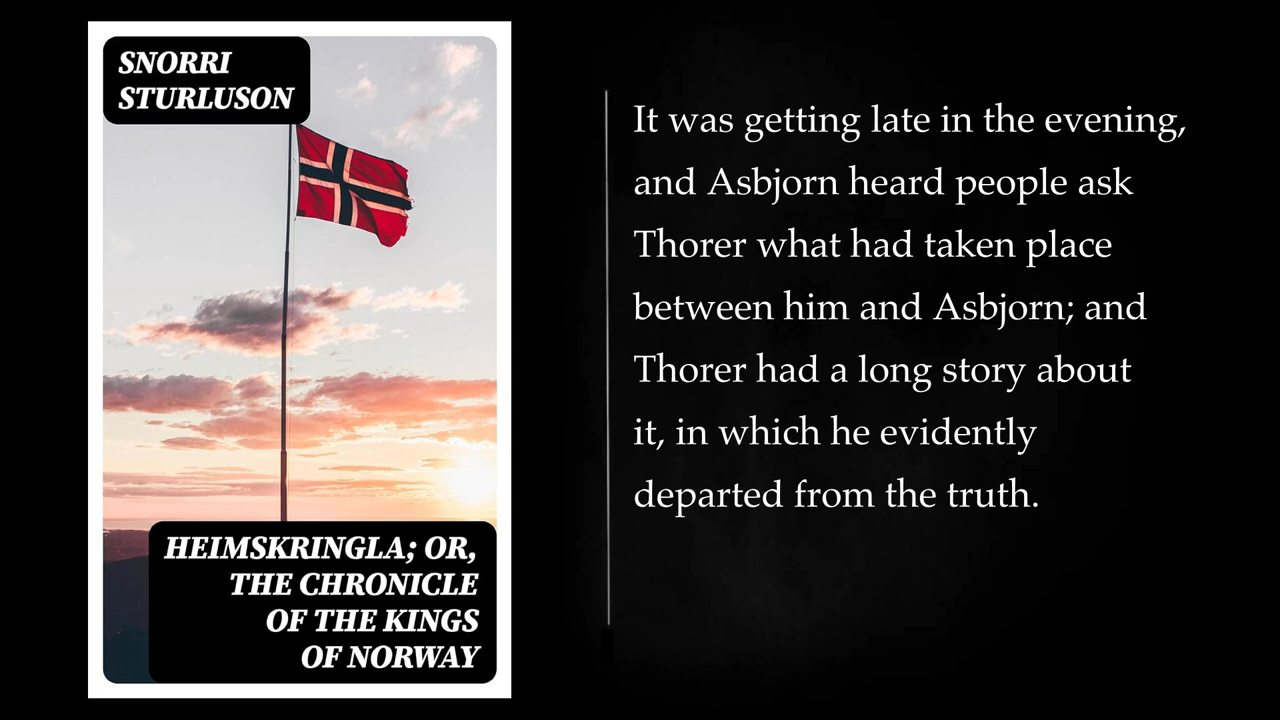 SNORRI
STURLUSON
HEIMSKRINGLA; OR,
THE CHRONICLE
OF THE KINGS
OF NORWAY
It was getting late in the evening,
and Asbjorn heard people ask
Thorer what had taken place
between him and Asbjorn; and
Thorer had a long story about
it, in which he evidently
departed from the truth.